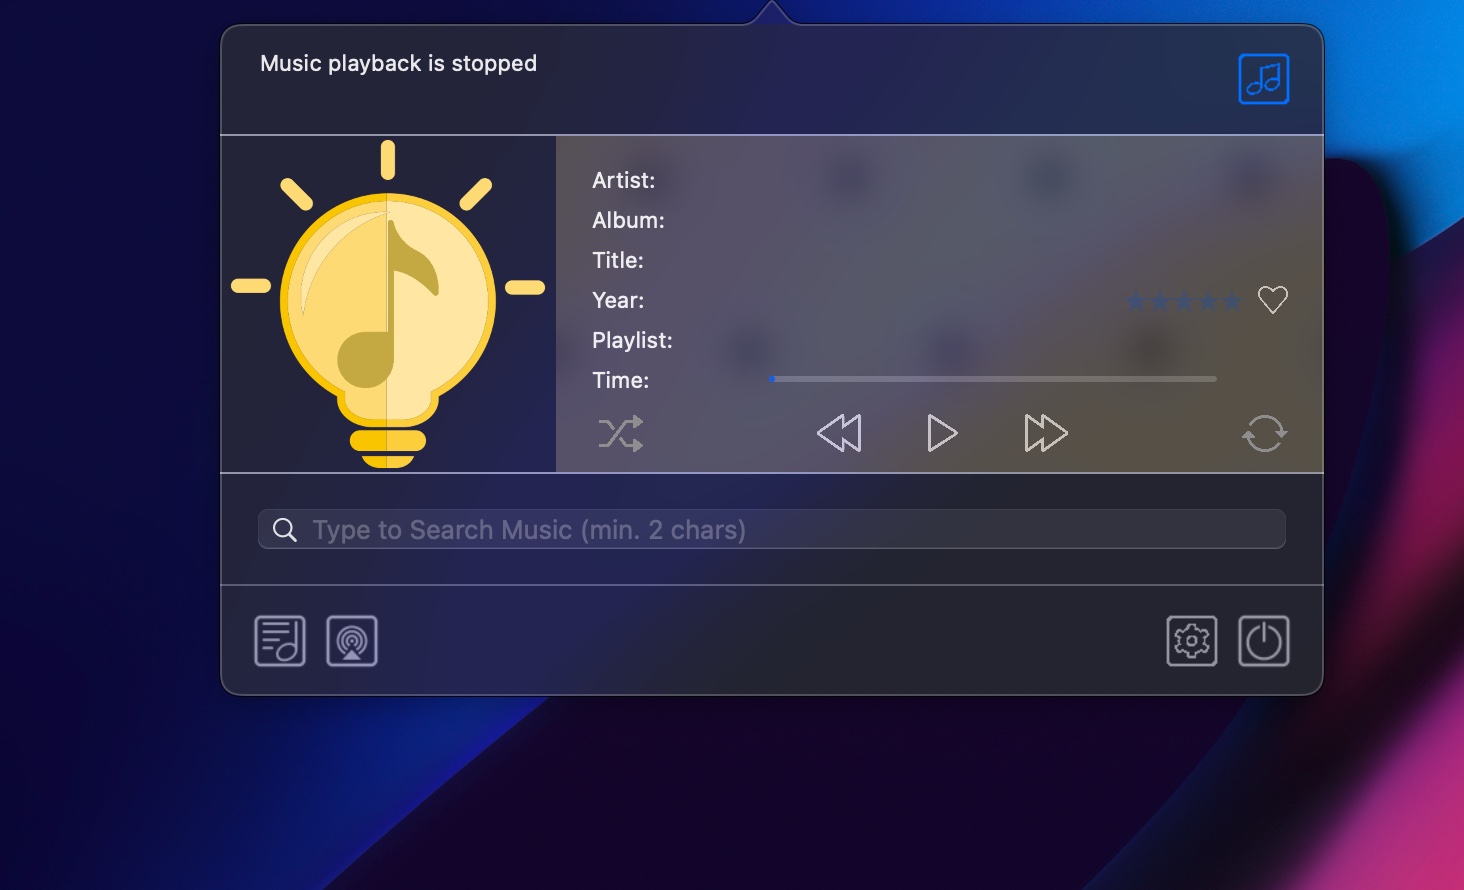 Music playback is stopped
Artist:
Album:
Title:
Year:
Playlist:
Time:
Type to Search Music (min. 2 chars)